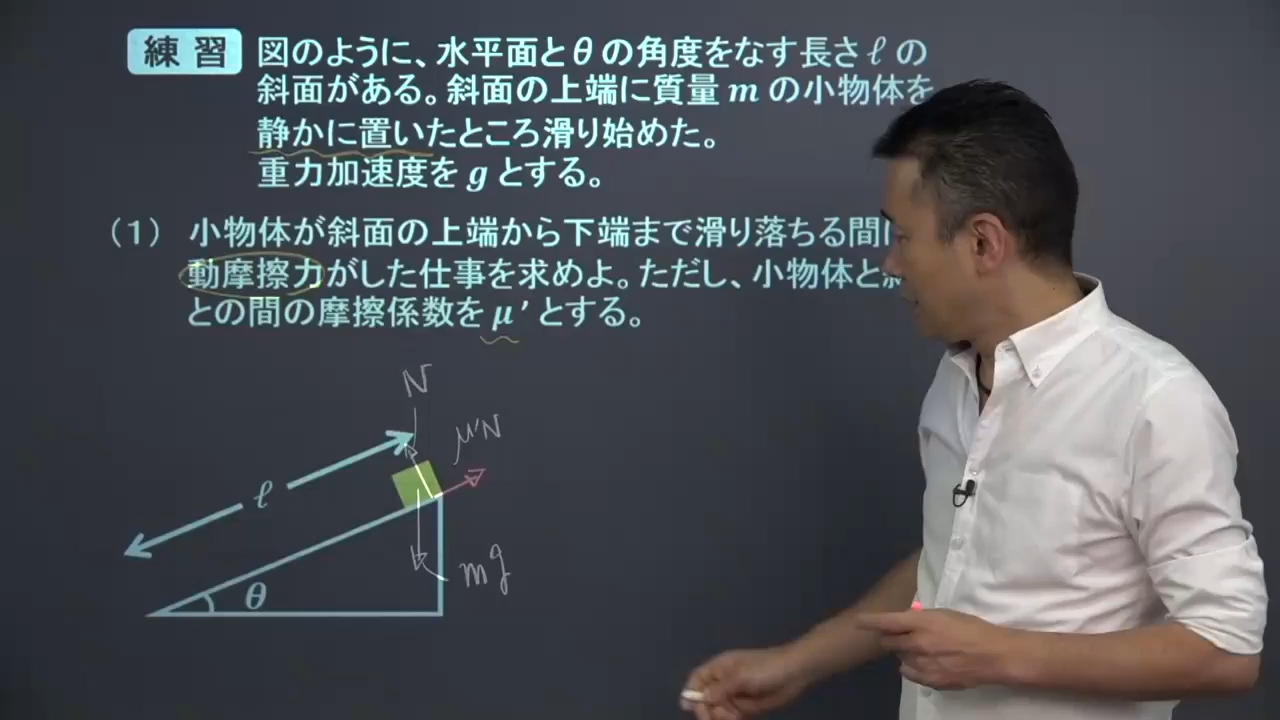 練習
図のように、水平面とθの角度をなす長さℓの
斜面がある。斜面の上端に質量 m の小物体を
静かに置いたところ滑り始めた。
重力加速度を g とする。
(1) 小物体が斜面の上端から下端まで滑り落ちる間
動摩擦力がした仕事を求めよ。ただし、小物体と
との間の摩擦係数を μ′ とする。
N
μ'N
ℓ
mg
θ